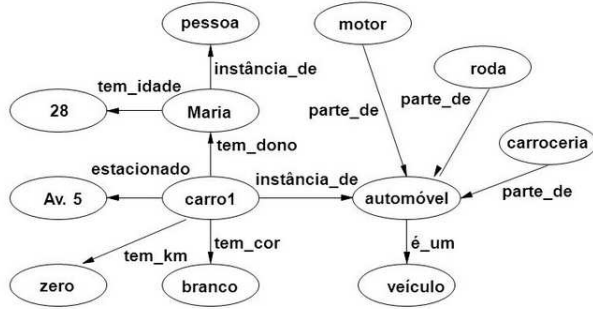 pessoa
motor
roda
instância_de
tem_idade
28
Maria
parte_de
parte_de
carroceria
tem_dono
estacionado
instância_de
Av. 5
carro1
automóvel
parte_de
tem_km
tem_cor
é_um
zero
branco
veículo